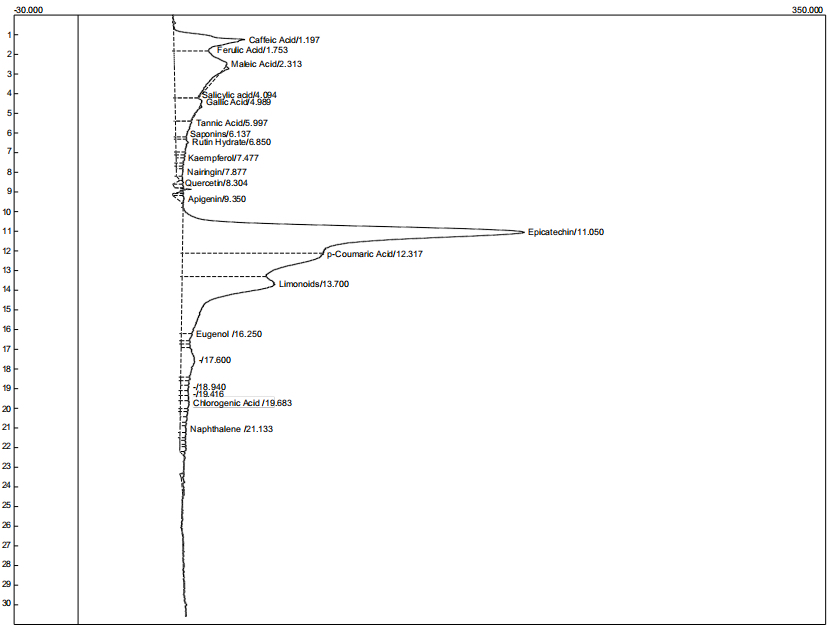 -30.000 350.000
1
Caffeic Acid/1.197
Ferulic Acid/1.753
2
Maleic Acid/2.313
3
4
Salicylic acid/4.094
Gallic Acid/4.989
5
Tannic Acid/5.997
6
Saponins/6.137
Rutin Hydrate/6.850
7
Kaempferol/7.477
8
Nairingin/7.877
Quercetin/8.304
9
Apigenin/9.350
10
11
Epicatechin/11.050
12
p-Coumaric Acid/12.317
13
Limonoids/13.700
14
15
16
Eugenol /16.250
17
-/17.600
18
19
-/18.940
-/19.416
Chlorogenic Acid /19.683
20
21
Naphthalene /21.133
22
23
24
25
26
27
28
29
30